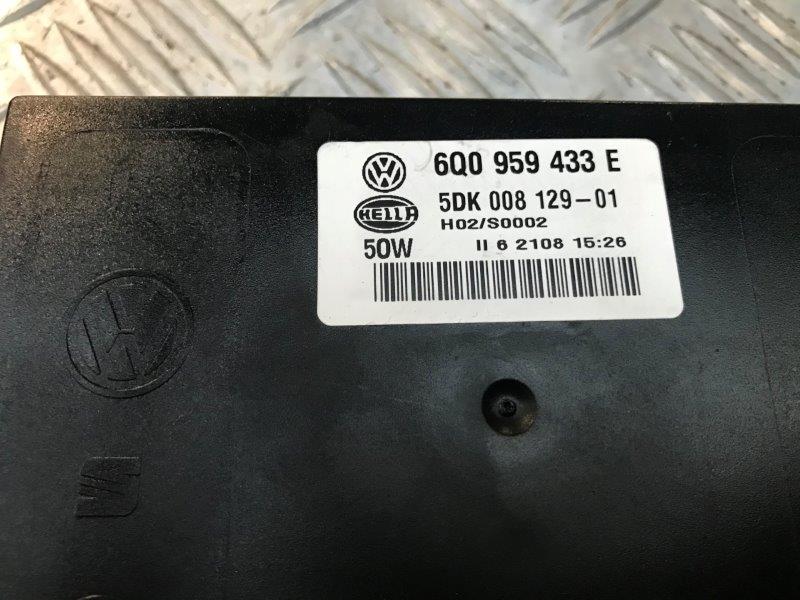 6Q0 959 433 E
5DK 008 129-01
HELLA
H02/S0002
50W II 6 2108 15:26